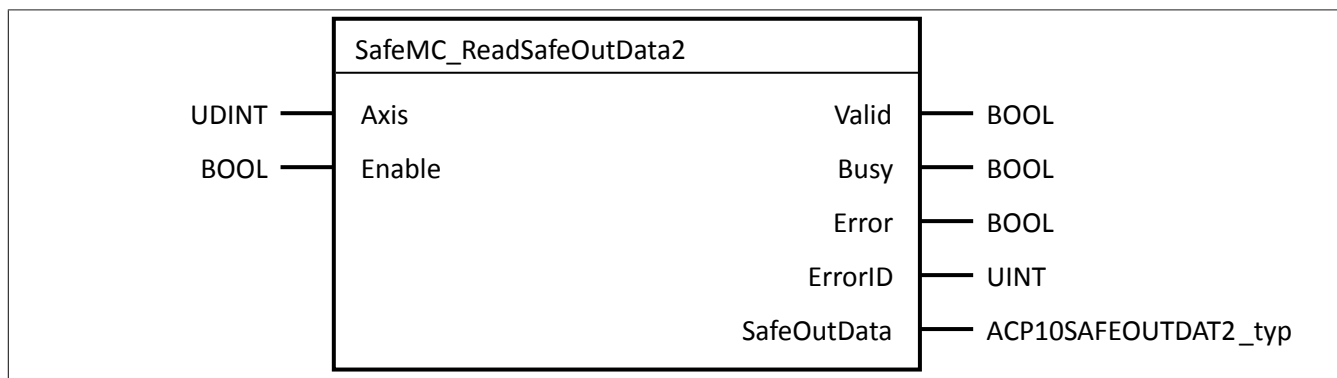 SafeMC_ReadSafeOutData2
UDINT Axis Valid BOOL
BOOL Enable Busy BOOL
Error BOOL
ErrorID UINT
SafeOutData ACP10SAFEOUTDAT2_typ